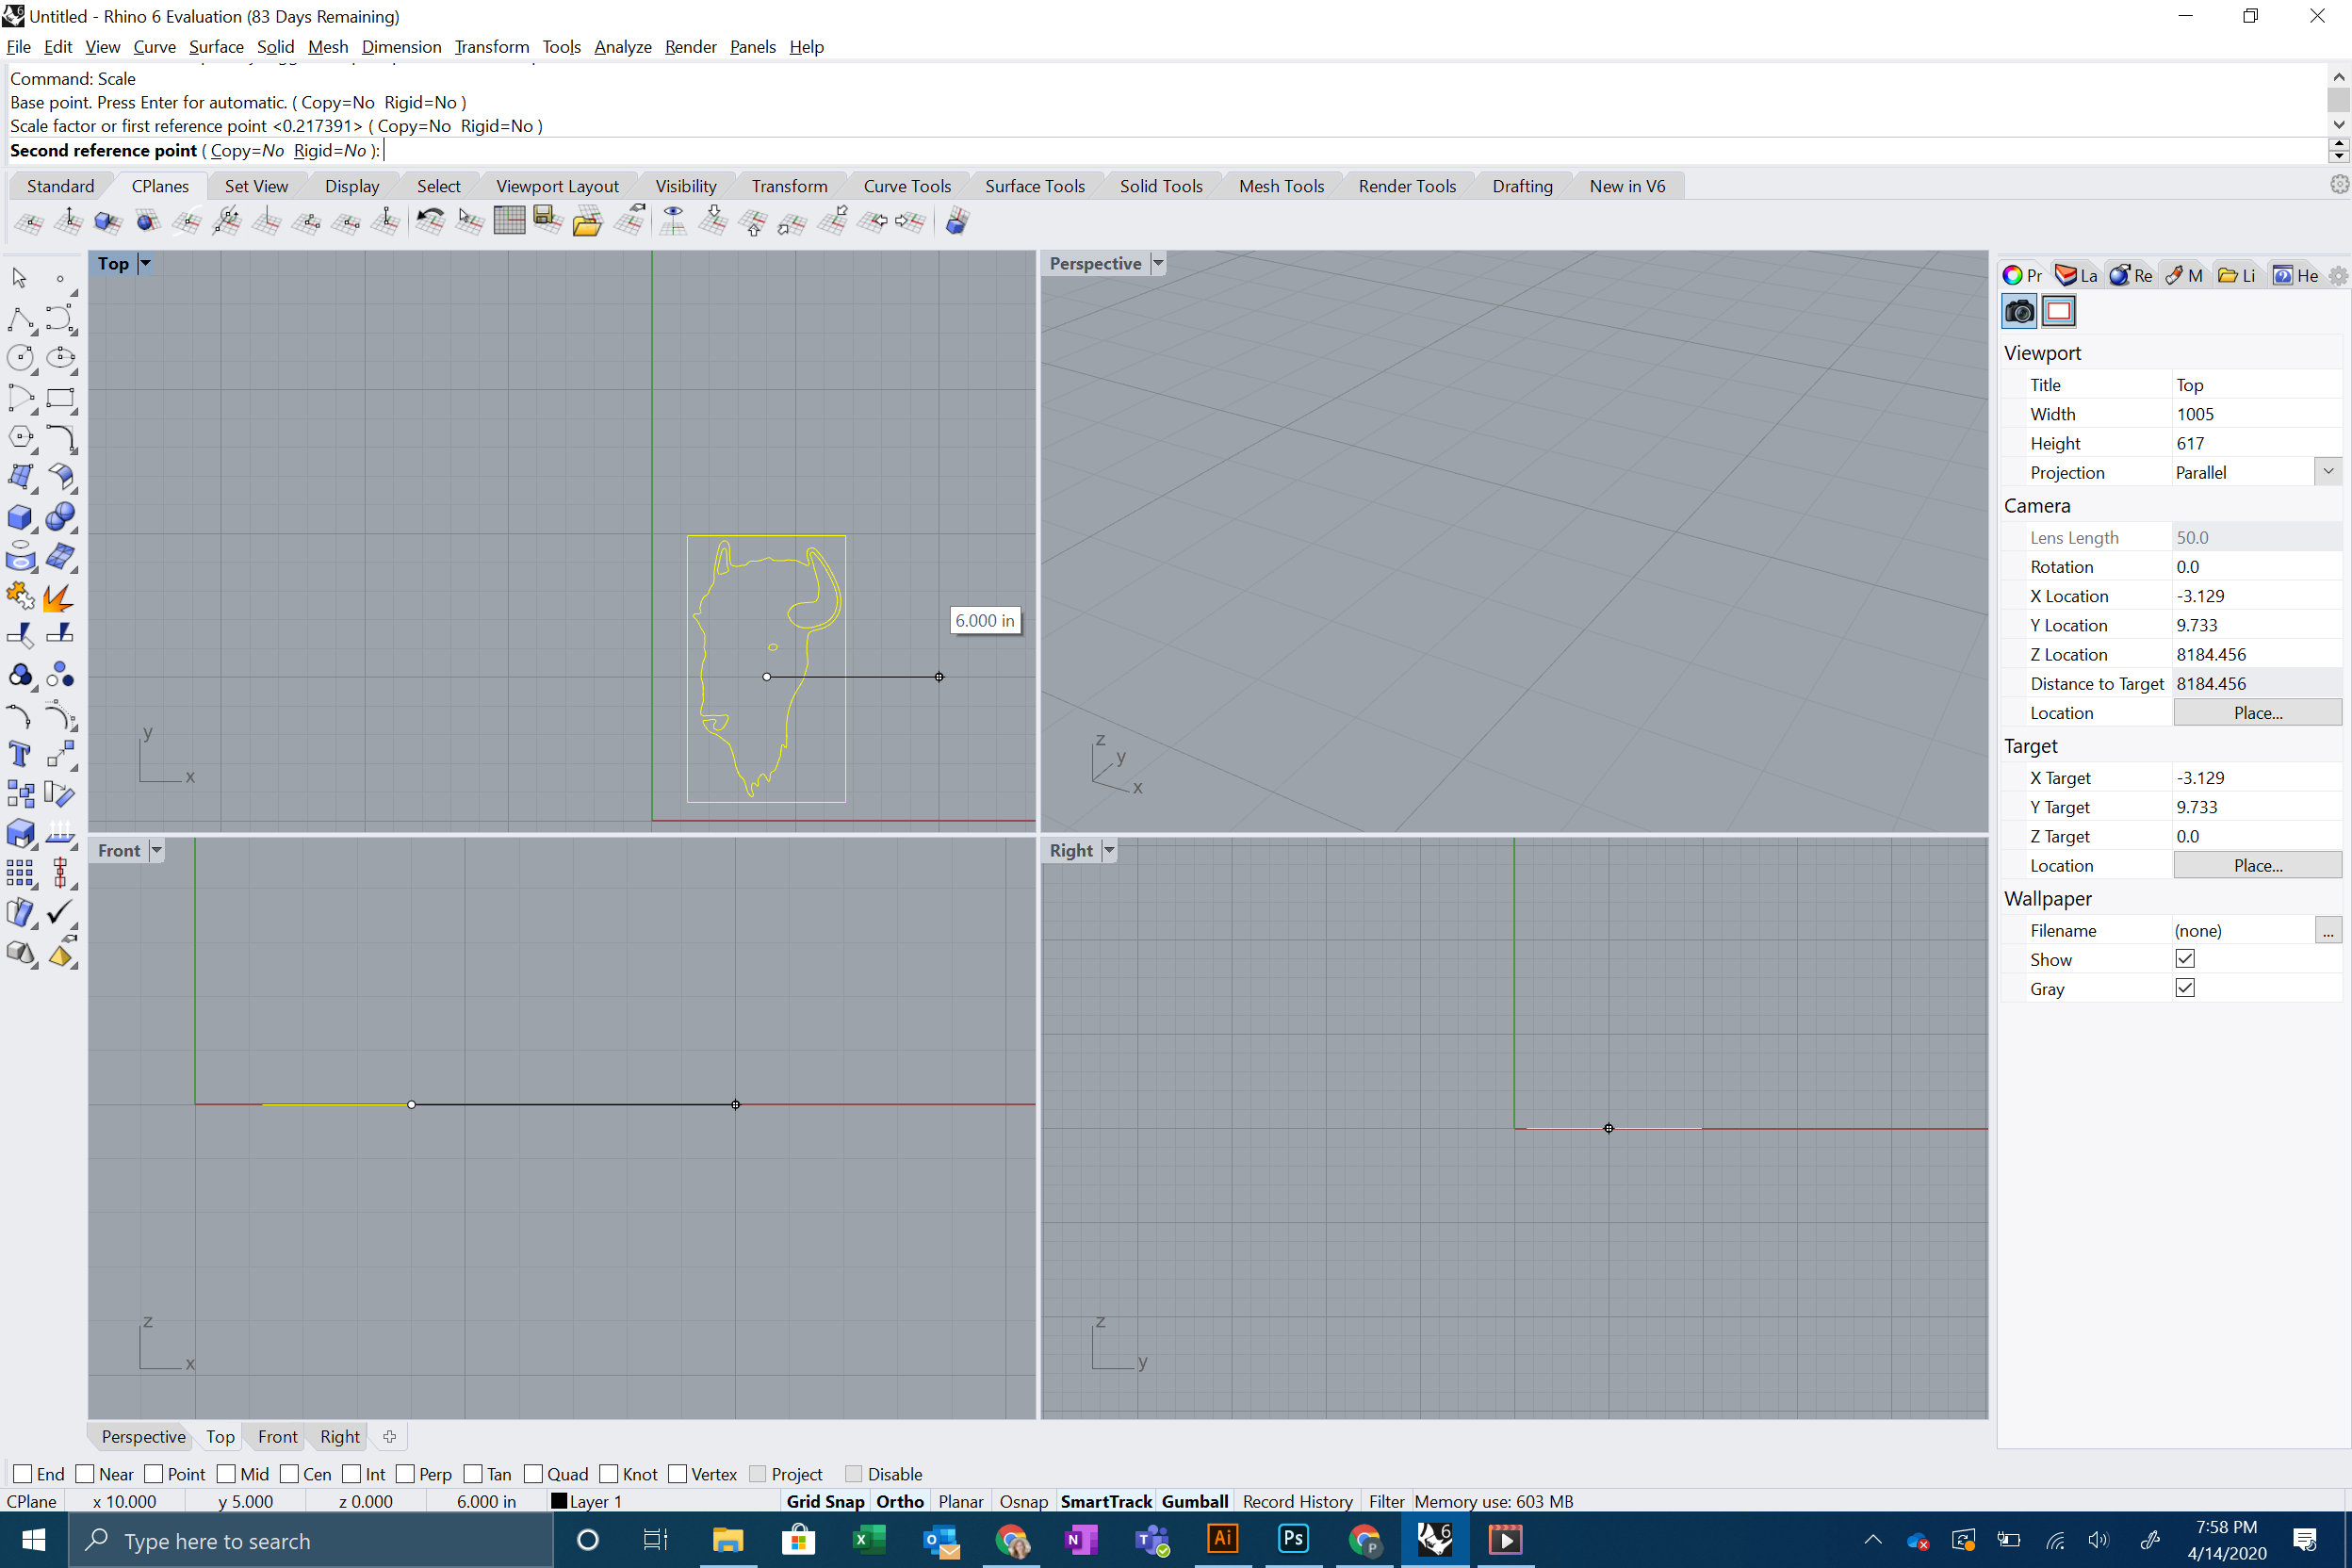 Untitled - Rhino 6 Evaluation (83 Days Remaining)
File Edit View Curve Surface Solid Mesh Dimension Transform Tools Analyze Render Panels Help
Command: Scale
Base point. Press Enter for automatic. ( Copy=No Rigid=No )
Scale factor or first reference point <0.217391> ( Copy=No Rigid=No )
Second reference point ( Copy=No Rigid=No ):
Standard CPlanes Set View Display Select Viewport Layout Visibility Transform Curve Tools Surface Tools Solid Tools Mesh Tools Render Tools Drafting New in V6
Top
Perspective
Pr La Re M Li He
Viewport
Title Top
Width 1005
Height 617
Projection Parallel
Camera
Lens Length 50.0
Rotation 0.0
X Location -3.129
Y Location 9.733
Z Location 8184.456
Distance to Target 8184.456
Location Place...
Target
X Target -3.129
Y Target 9.733
Z Target 0.0
Location Place...
Wallpaper
Filename (none) ...
Show
Gray
6.000 in
y
x
z
y
x
Front
Right
z
x
z
y
Perspective Top Front Right
End Near Point Mid Cen Int Perp Tan Quad Knot Vertex Project Disable
CPlane x 10.000 y 5.000 z 0.000 6.000 in Layer 1 Grid Snap Ortho Planar Osnap SmartTrack Gumball Record History Filter Memory use: 603 MB
Type here to search
Ai
Ps
P
6
7:58 PM
4/14/2020